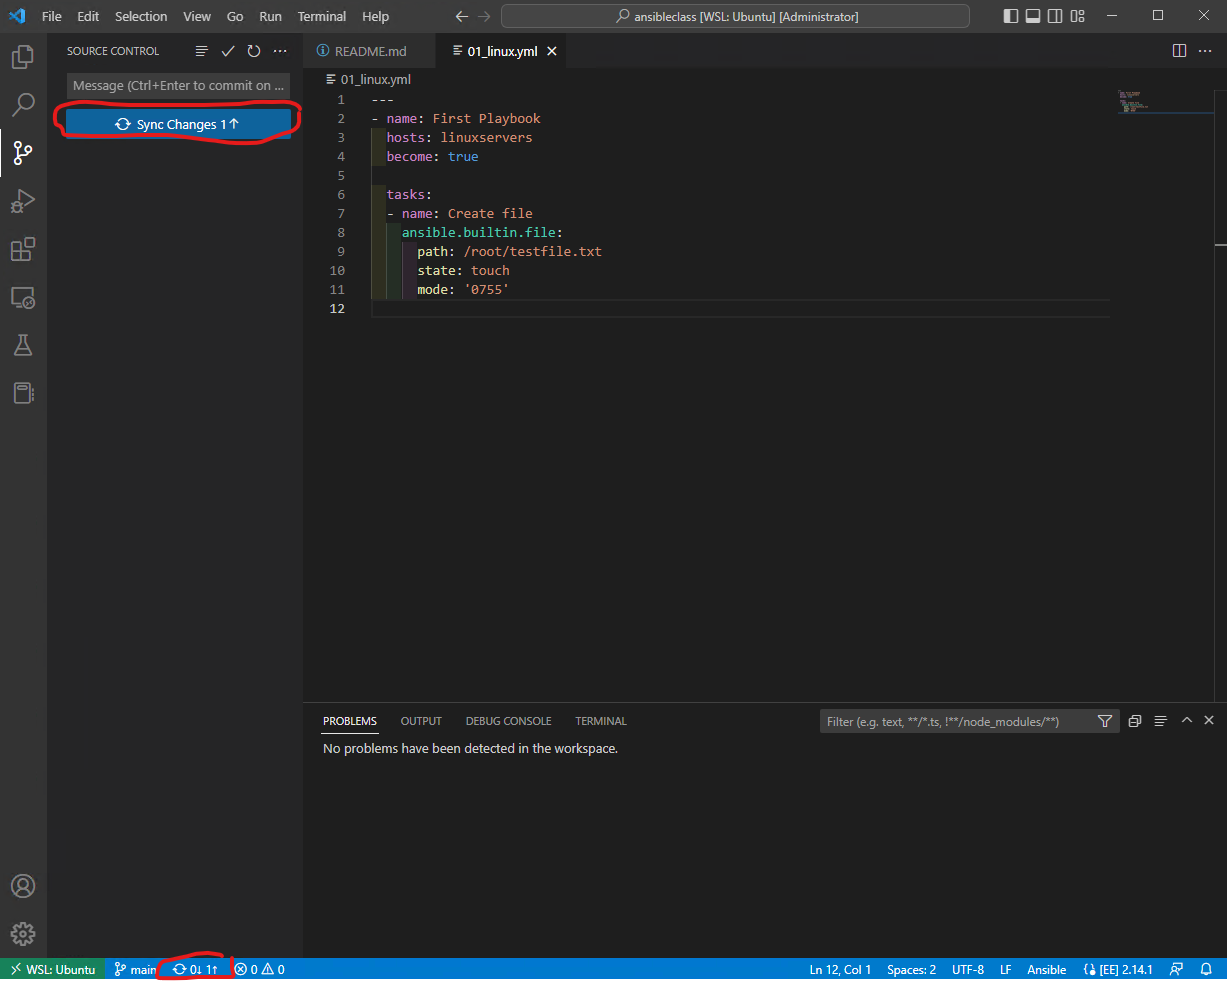 File Edit Selection View Go Run Terminal Help
ansibleclass [WSL: Ubuntu] [Administrator]
SOURCE CONTROL
Message (Ctrl+Enter to commit on ...
Sync Changes 1↑
README.md
01_linux.yml
01_linux.yml
1 ---
2 - name: First Playbook
3 hosts: linuxservers
4 become: true
5
6 tasks:
7 - name: Create file
8 ansible.builtin.file:
9 path: /root/testfile.txt
10 state: touch
11 mode: '0755'
12
PROBLEMS OUTPUT DEBUG CONSOLE TERMINAL
Filter (e.g. text, **/*.ts, !**/node_modules/**)
No problems have been detected in the workspace.
WSL: Ubuntu main 0↓ 1↑ 0 0 Ln 12, Col 1 Spaces: 2 UTF-8 LF Ansible [EE] 2.14.1